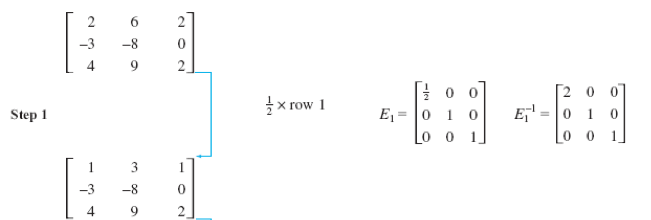 2 6 2
-3 -8 0
4 9 2
Step 1
1/2 × row 1
E₁ = [1/2 0 0
0 1 0
0 0 1]
E₁⁻¹ = [2 0 0
0 1 0
0 0 1]
1 3 1
-3 -8 0
4 9 2